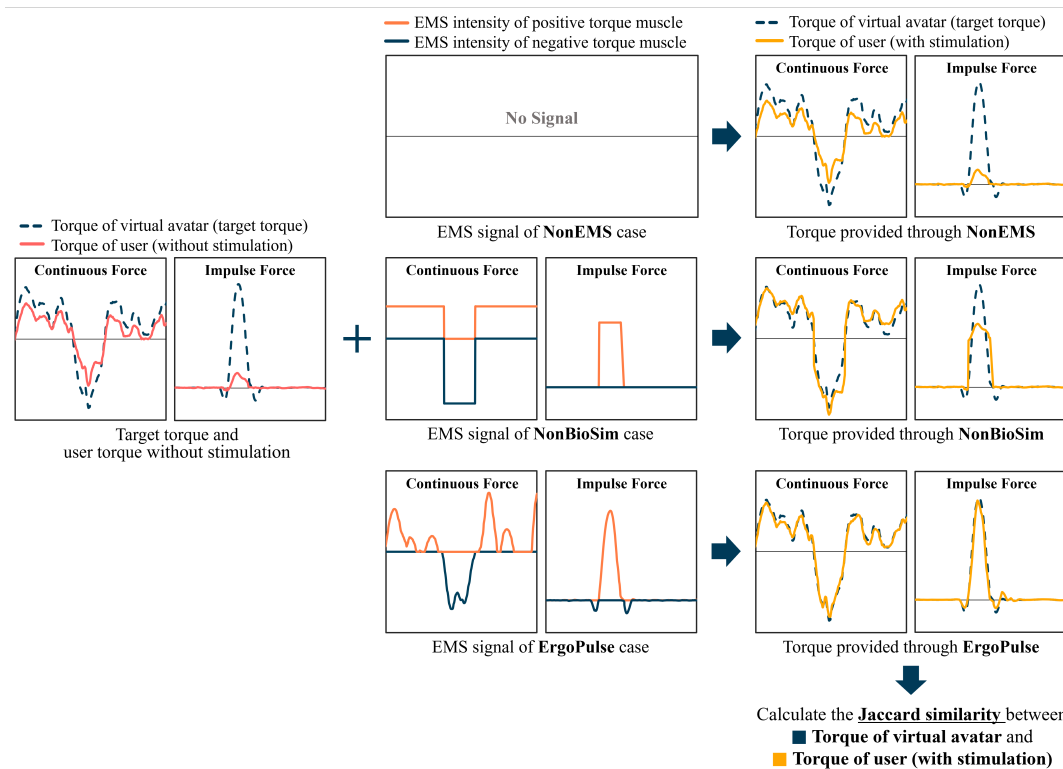 EMS intensity of positive torque muscle
EMS intensity of negative torque muscle
Torque of virtual avatar (target torque)
Torque of user (with stimulation)
No Signal
Continuous Force
Impulse Force
EMS signal of NonEMS case
Torque provided through NonEMS
Torque of virtual avatar (target torque)
Torque of user (without stimulation)
Continuous Force
Impulse Force
Target torque and
user torque without stimulation
+
Continuous Force
Impulse Force
EMS signal of NonBioSim case
Continuous Force
Impulse Force
Torque provided through NonBioSim
Continuous Force
Impulse Force
EMS signal of ErgoPulse case
Continuous Force
Impulse Force
Torque provided through ErgoPulse
Calculate the Jaccard similarity between
Torque of virtual avatar and
Torque of user (with stimulation)